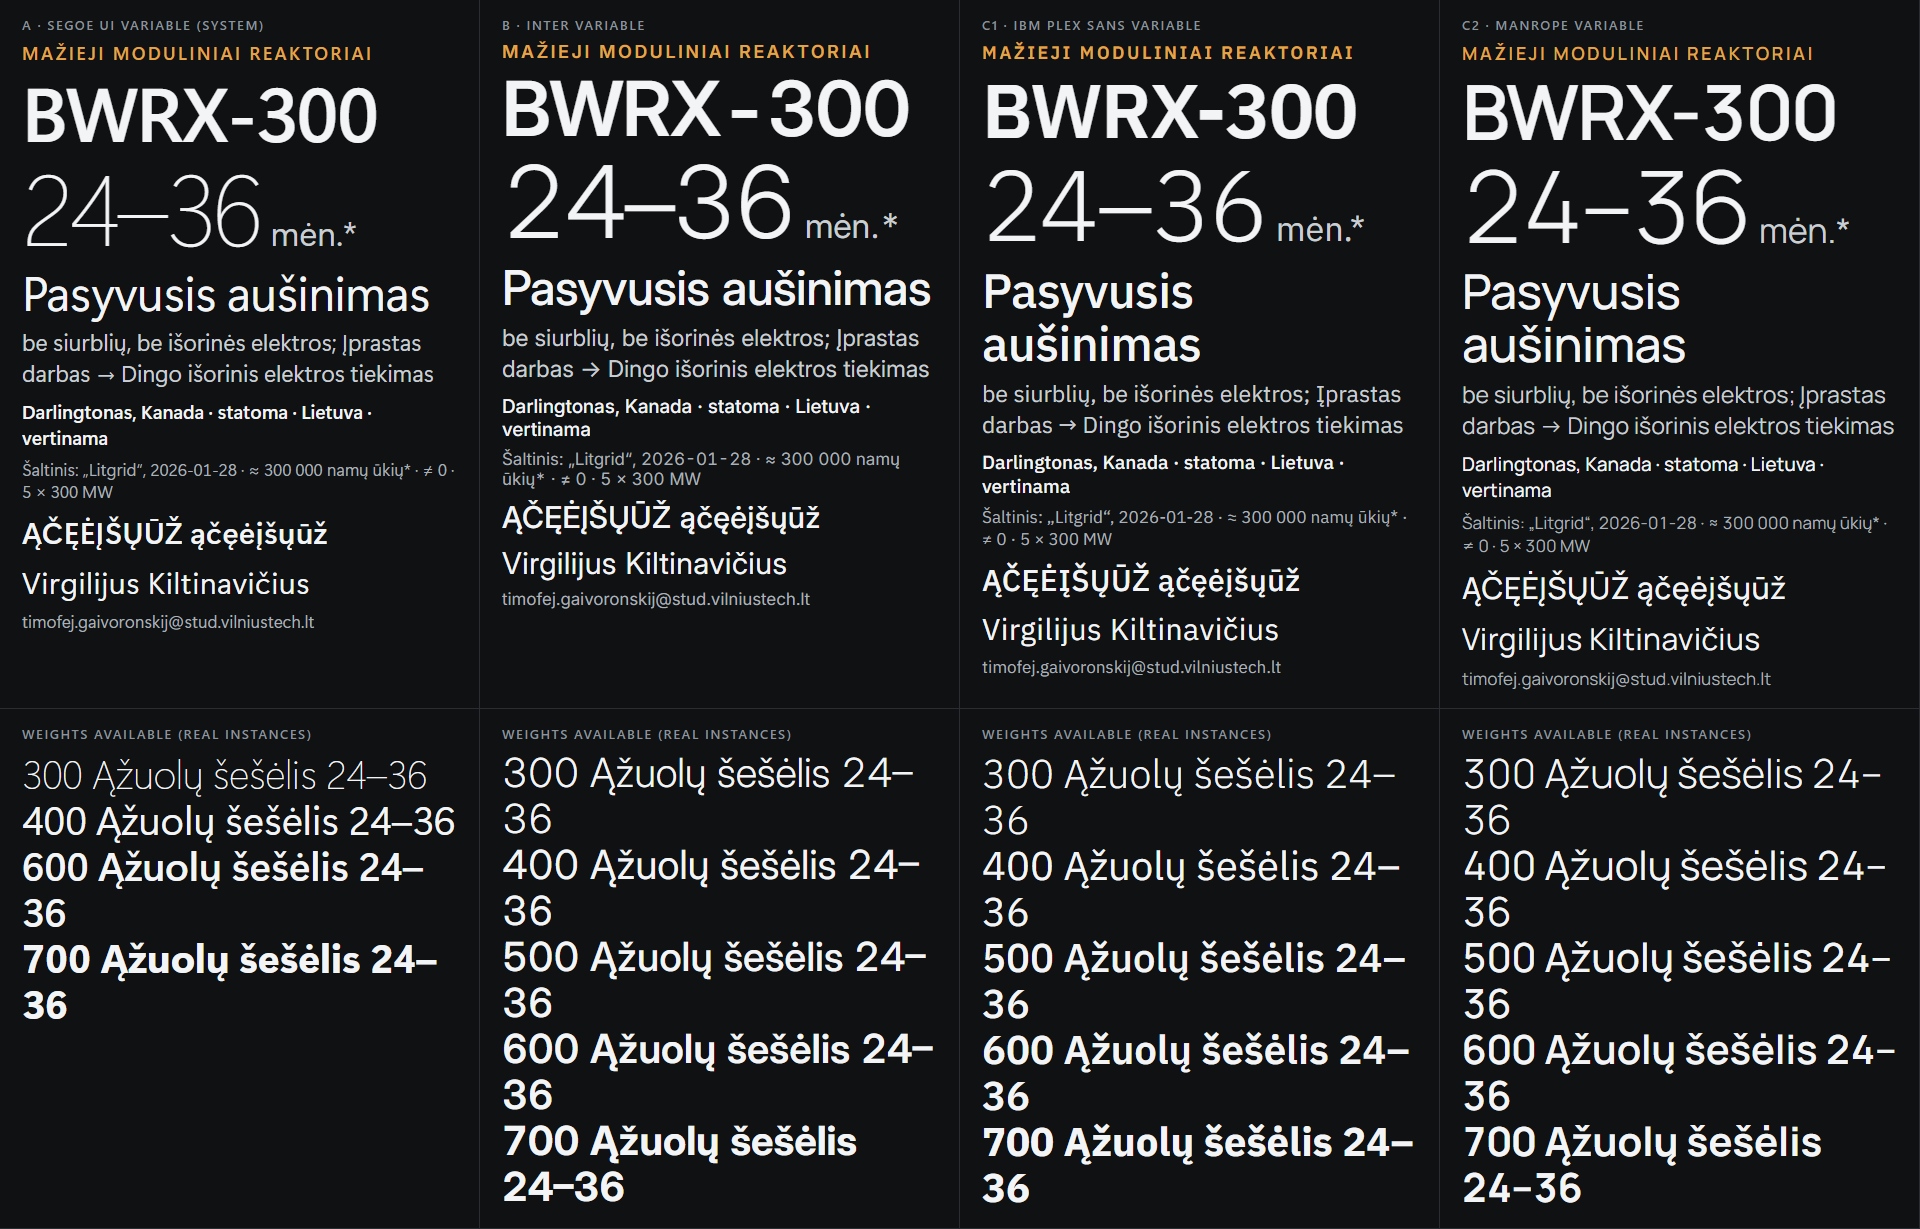 A · SEGOE UI VARIABLE (SYSTEM)
MAŽIEJI MODULINIAI REAKTORIAI
BWRX-300
24–36 mėn.*
Pasyvusis aušinimas
be siurblių, be išorinės elektros; Įprastas
darbas → Dingo išorinis elektros tiekimas
Darlingtonas, Kanada · statoma · Lietuva ·
vertinama
Šaltinis: „Litgrid“, 2026-01-28 · ≈ 300 000 namų ūkių* · ≠ 0 ·
5 × 300 MW
ĄČĘĖĮŠŲŪŽ ąčęėįšųūž
Virgilijus Kiltinavičius
timofej.gaivoronskij@stud.vilniustech.lt
B · INTER VARIABLE
MAŽIEJI MODULINIAI REAKTORIAI
BWRX-300
24–36 mėn.*
Pasyvusis aušinimas
be siurblių, be išorinės elektros; Įprastas
darbas → Dingo išorinis elektros tiekimas
Darlingtonas, Kanada · statoma · Lietuva ·
vertinama
Šaltinis: „Litgrid“, 2026-01-28 · ≈ 300 000 namų
ūkių* · ≠ 0 · 5 × 300 MW
ĄČĘĖĮŠŲŪŽ ąčęėįšųūž
Virgilijus Kiltinavičius
timofej.gaivoronskij@stud.vilniustech.lt
C1 · IBM PLEX SANS VARIABLE
MAŽIEJI MODULINIAI REAKTORIAI
BWRX-300
24–36 mėn.*
Pasyvusis
aušinimas
be siurblių, be išorinės elektros; Įprastas
darbas → Dingo išorinis elektros tiekimas
Darlingtonas, Kanada · statoma · Lietuva ·
vertinama
Šaltinis: „Litgrid“, 2026-01-28 · ≈ 300 000 namų ūkių* ·
≠ 0 · 5 × 300 MW
ĄČĘĖĮŠŲŪŽ ąčęėįšųūž
Virgilijus Kiltinavičius
timofej.gaivoronskij@stud.vilniustech.lt
C2 · MANROPE VARIABLE
MAŽIEJI MODULINIAI REAKTORIAI
BWRX-300
24–36 mėn.*
Pasyvusis
aušinimas
be siurblių, be išorinės elektros; Įprastas
darbas → Dingo išorinis elektros tiekimas
Darlingtonas, Kanada · statoma · Lietuva ·
vertinama
Šaltinis: „Litgrid“, 2026-01-28 · ≈ 300 000 namų ūkių* ·
≠ 0 · 5 × 300 MW
ĄČĘĖĮŠŲŪŽ ąčęėįšųūž
Virgilijus Kiltinavičius
timofej.gaivoronskij@stud.vilniustech.lt
WEIGHTS AVAILABLE (REAL INSTANCES)
300 Ąžuolų šešėlis 24–36
400 Ąžuolų šešėlis 24–36
600 Ąžuolų šešėlis 24–
36
700 Ąžuolų šešėlis 24–
36
WEIGHTS AVAILABLE (REAL INSTANCES)
300 Ąžuolų šešėlis 24–
36
400 Ąžuolų šešėlis 24–
36
500 Ąžuolų šešėlis 24–
36
600 Ąžuolų šešėlis 24–
36
700 Ąžuolų šešėlis
24–36
WEIGHTS AVAILABLE (REAL INSTANCES)
300 Ąžuolų šešėlis 24–
36
400 Ąžuolų šešėlis 24–
36
500 Ąžuolų šešėlis 24–
36
600 Ąžuolų šešėlis 24–
36
700 Ąžuolų šešėlis 24–
36
WEIGHTS AVAILABLE (REAL INSTANCES)
300 Ąžuolų šešėlis 24–
36
400 Ąžuolų šešėlis 24–
36
500 Ąžuolų šešėlis 24–
36
600 Ąžuolų šešėlis 24–
36
700 Ąžuolų šešėlis
24–36